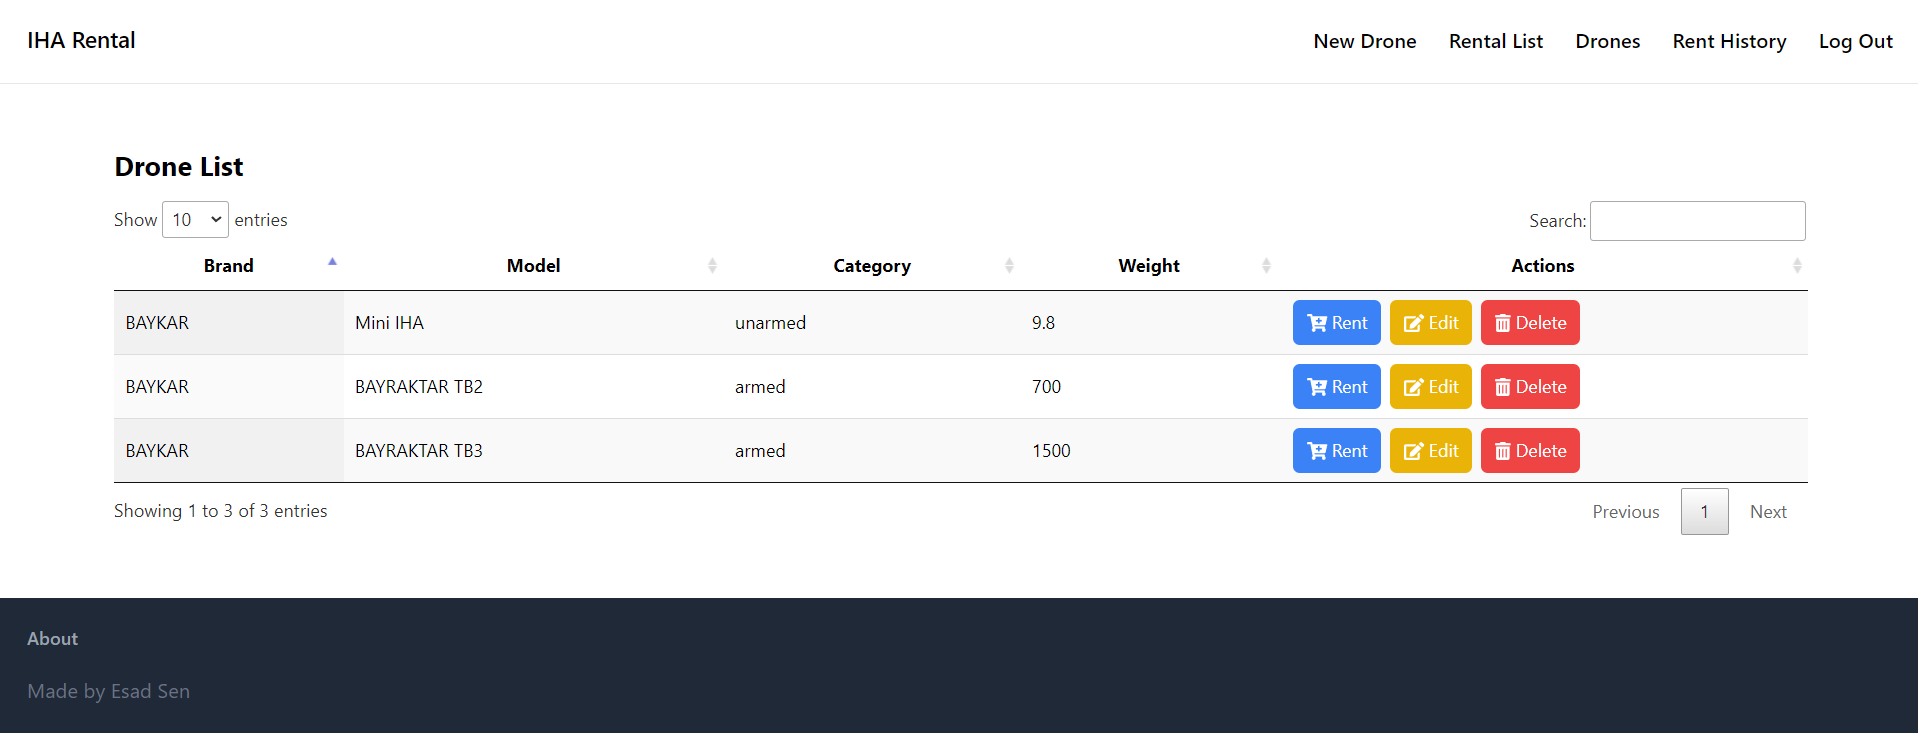 IHA Rental New Drone Rental List Drones Rent History Log Out
Drone List
Show 10 entries Search:
Brand Model Category Weight Actions
BAYKAR Mini IHA unarmed 9.8 Rent Edit Delete
BAYKAR BAYRAKTAR TB2 armed 700 Rent Edit Delete
BAYKAR BAYRAKTAR TB3 armed 1500 Rent Edit Delete
Showing 1 to 3 of 3 entries Previous 1 Next
About
Made by Esad Sen